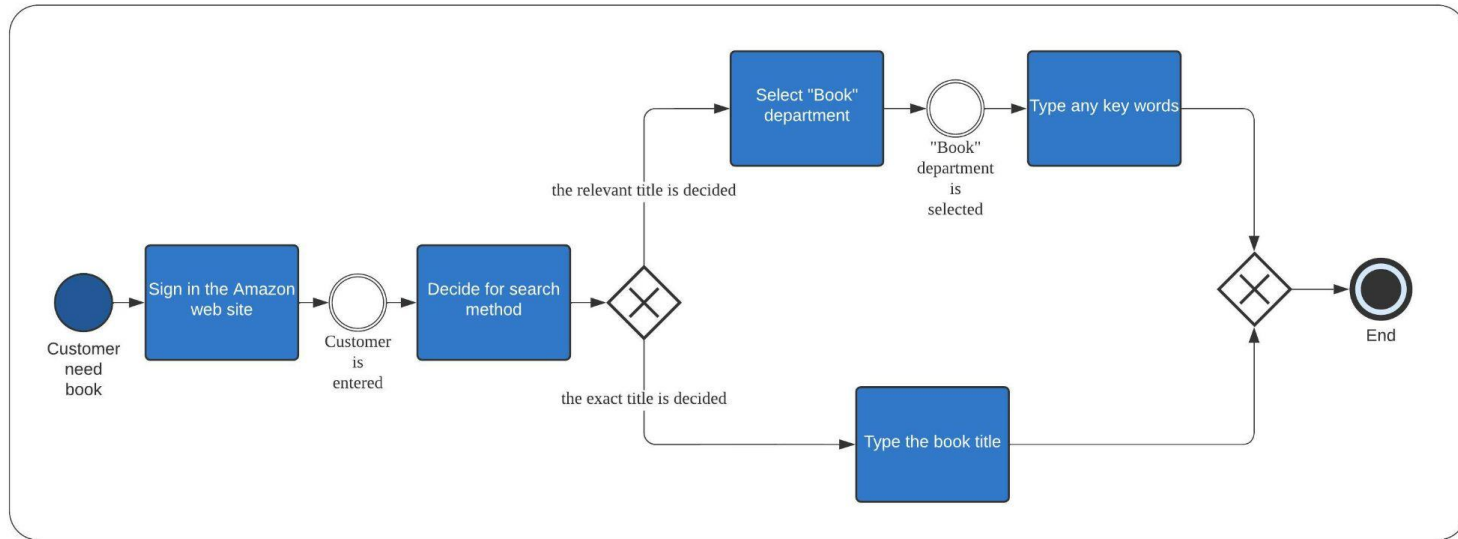 Customer
need
book
Sign in the Amazon
web site
Customer
is
entered
Decide for search
method
the relevant title is decided
Select "Book"
department
"Book"
department
is
selected
Type any key words
the exact title is decided
Type the book title
End